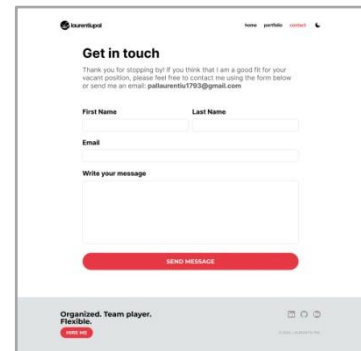 laurentiupal
home portfolio contact
Get in touch
Thank you for stopping by! If you think that I am a good fit for your
vacant position, please feel free to contact me using the form below
or send me an email: pallaurentiu1793@gmail.com
First Name Last Name
Email
Write your message
SEND MESSAGE
Organized. Team player.
Flexible.
HIRE ME